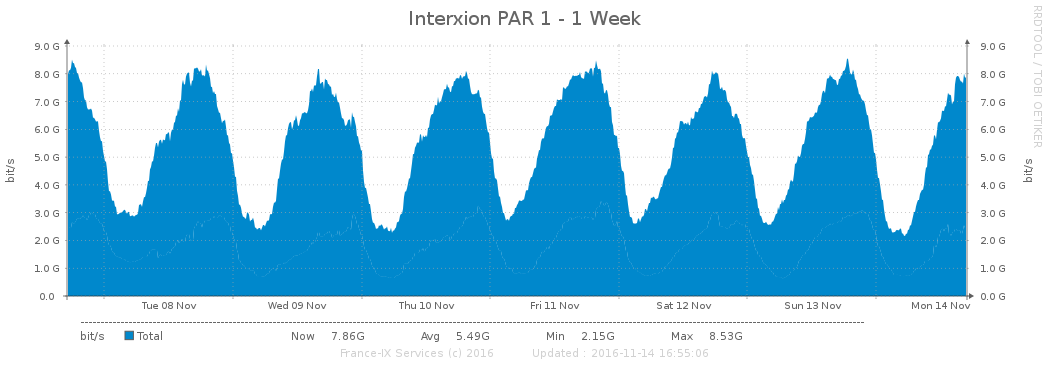 Interxion PAR 1 - 1 Week
RRDTOOL / TOBI OETIKER
9.0 G 9.0 G
8.0 G 8.0 G
7.0 G 7.0 G
6.0 G 6.0 G
5.0 G 5.0 G
4.0 G 4.0 G
3.0 G 3.0 G
2.0 G 2.0 G
1.0 G 1.0 G
0.0 0.0 G
bit/s
bit/s
Tue 08 Nov Wed 09 Nov Thu 10 Nov Fri 11 Nov Sat 12 Nov Sun 13 Nov Mon 14 Nov
bit/s Total Now 7.86G Avg 5.49G Min 2.15G Max 8.53G
France-IX Services (c) 2016 Updated : 2016-11-14 16:55:06